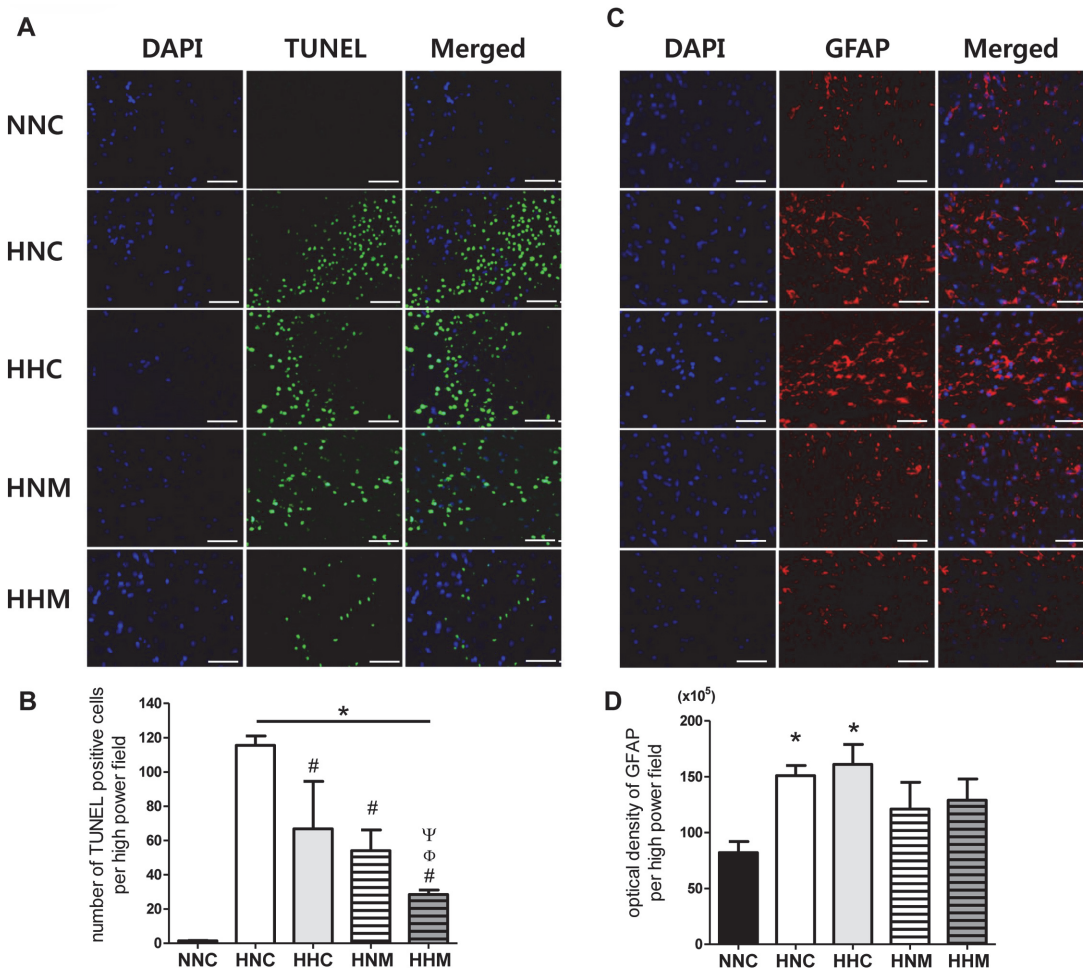 A
DAPI TUNEL Merged
NNC
HNC
HHC
HNM
HHM
C
DAPI GFAP Merged
B
number of TUNEL positive cells
per high power field
140
120
100
80
60
40
20
0
*
#
#
Ψ
Φ
#
NNC HNC HHC HNM HHM
D
(x10⁵)
optical density of GFAP
per high power field
200
150
100
50
0
* *
NNC HNC HHC HNM HHM